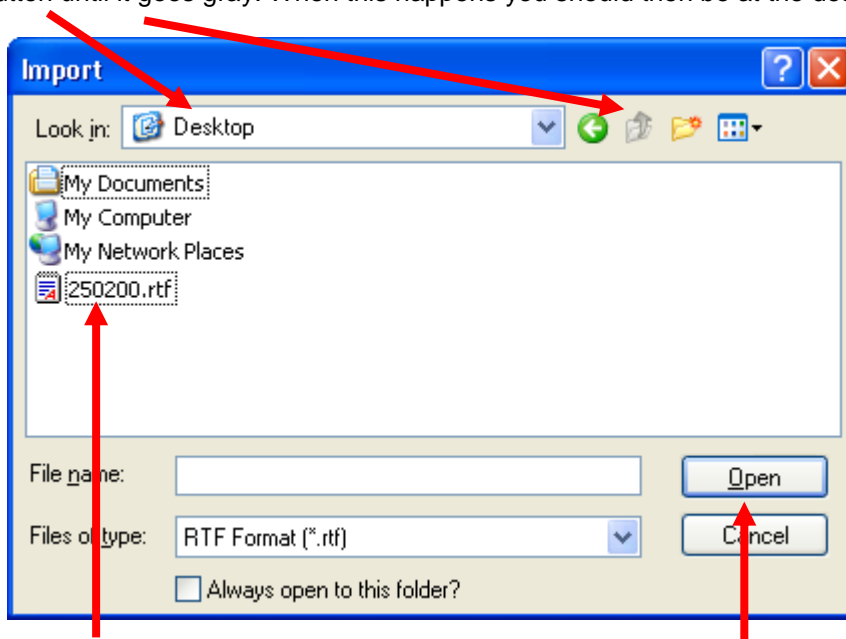 until it goes gray. When this happens you should then be at the
Import
Look in: Desktop
My Documents
My Computer
My Network Places
250200.rtf
File name:
Open
Files of type: RTF Format (*.rtf)
Cancel
Always open to this folder?